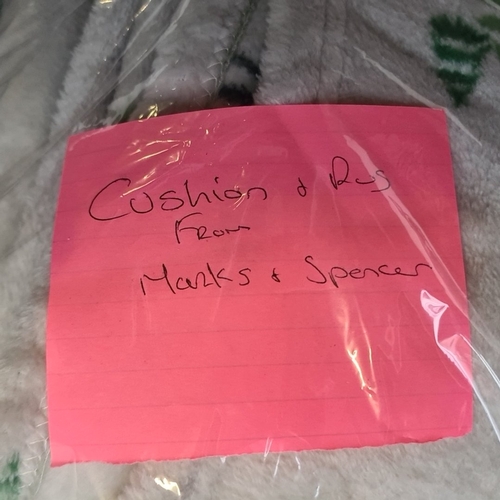 Cushion & Rug
From
Marks & Spencer